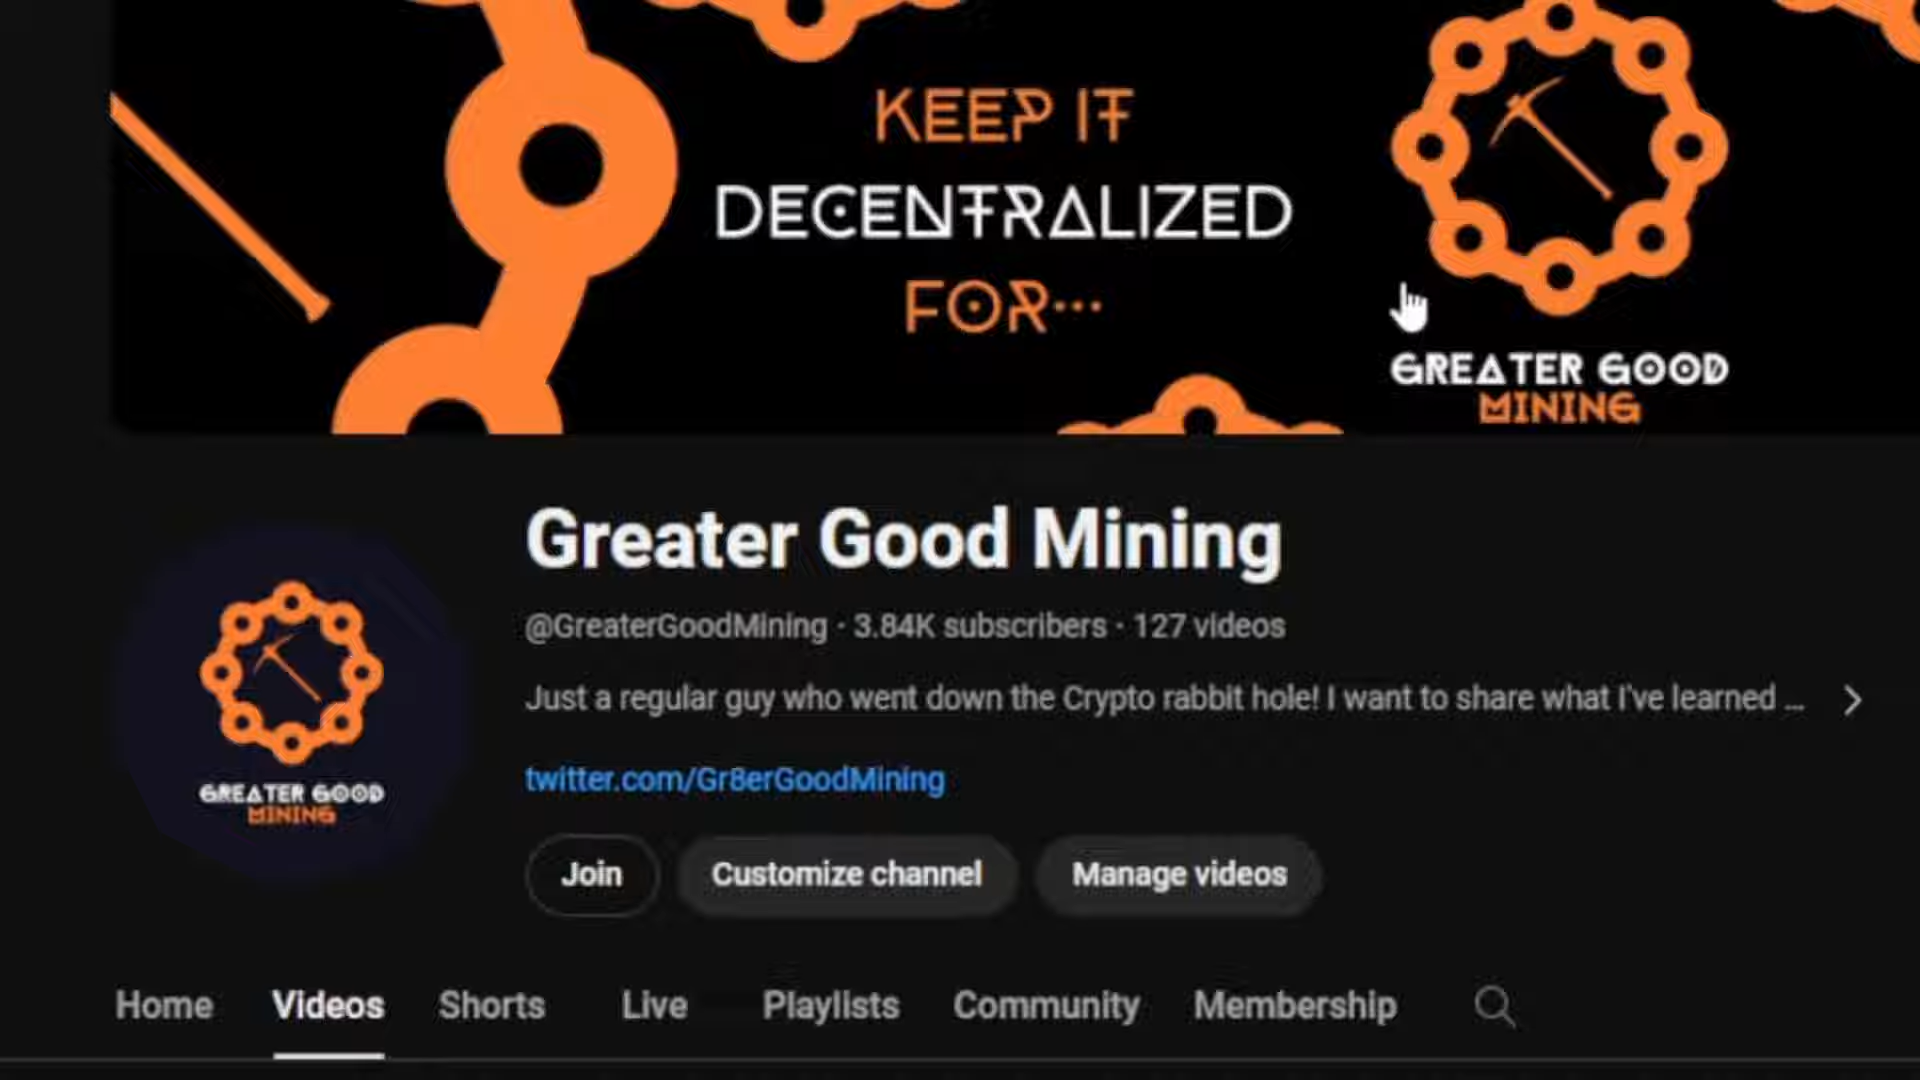 KEEP IT
DECENTRALIZED
FOR...
GREATER GOOD
MINING
Greater Good Mining
@GreaterGoodMining · 3.84K subscribers · 127 videos
Just a regular guy who went down the Crypto rabbit hole! I want to share what I've learned ...
twitter.com/Gr8erGoodMining
GREATER GOOD
MINING
Join Customize channel Manage videos
Home Videos Shorts Live Playlists Community Membership